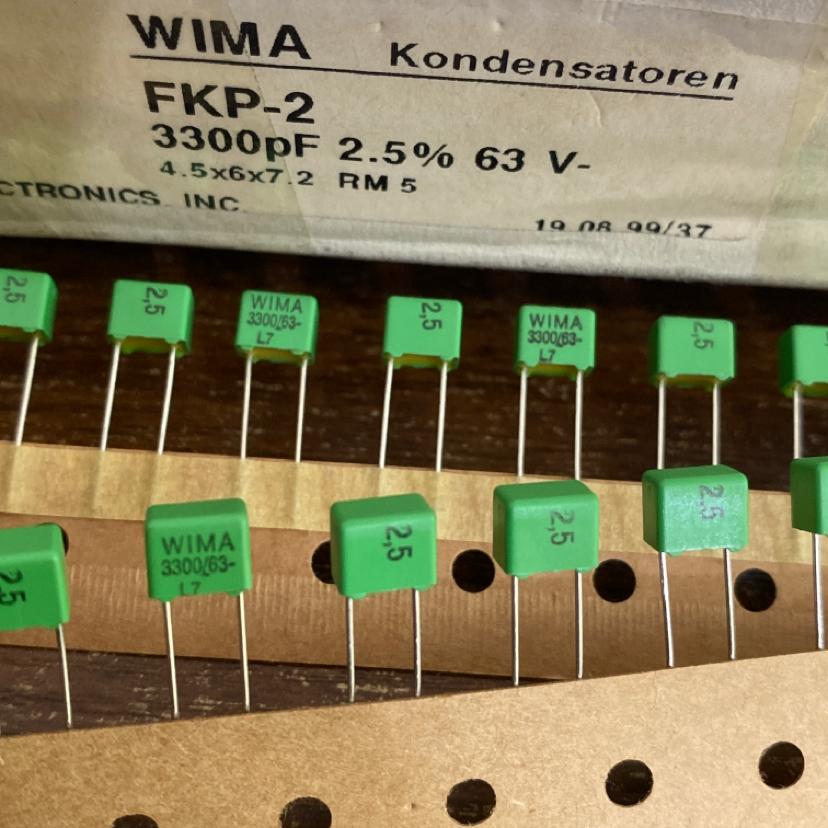 WIMA Kondensatoren
FKP-2
3300pF 2.5% 63 V-
4.5x6x7.2 RM 5
CTRONICS INC.
19.08.99/37
2,5
2,5
WIMA
3300/63-
L7
2,5
WIMA
3300/63-
L7
2,5
2,5
WIMA
3300/63-
L7
2,5
2,5
2,5